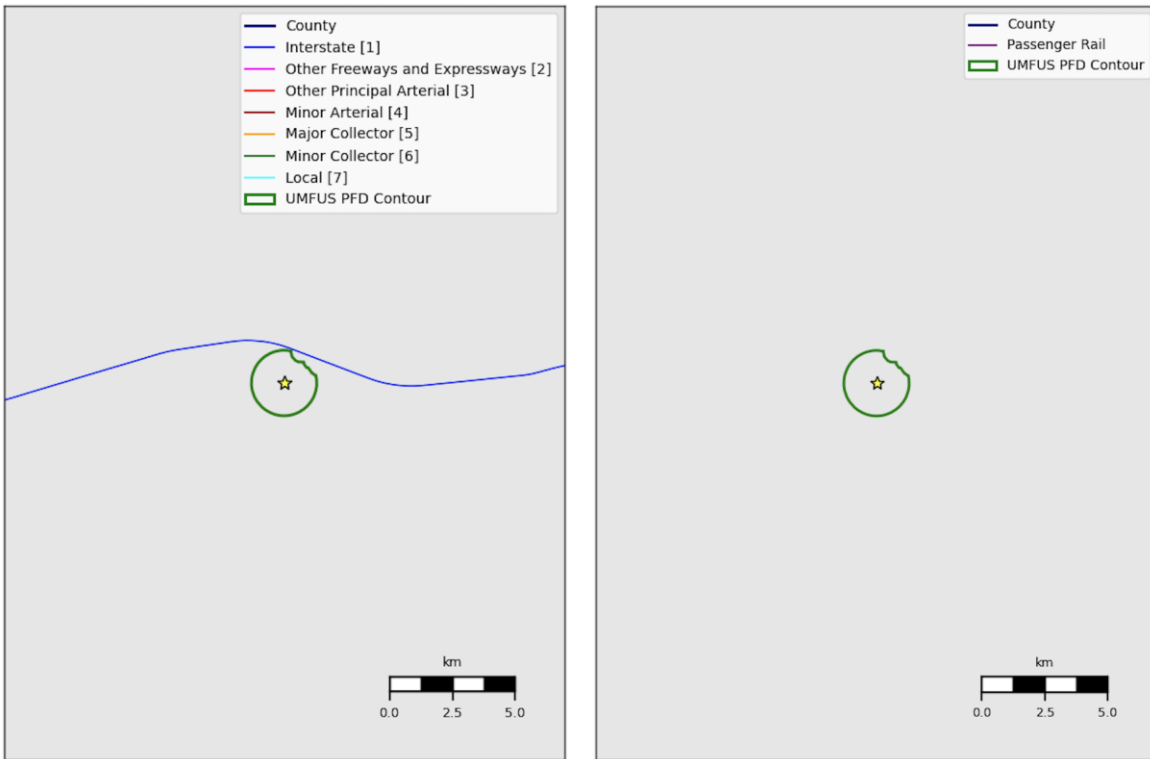 County
Interstate [1]
Other Freeways and Expressways [2]
Other Principal Arterial [3]
Minor Arterial [4]
Major Collector [5]
Minor Collector [6]
Local [7]
UMFUS PFD Contour
km
0.0 2.5 5.0
County
Passenger Rail
UMFUS PFD Contour
km
0.0 2.5 5.0